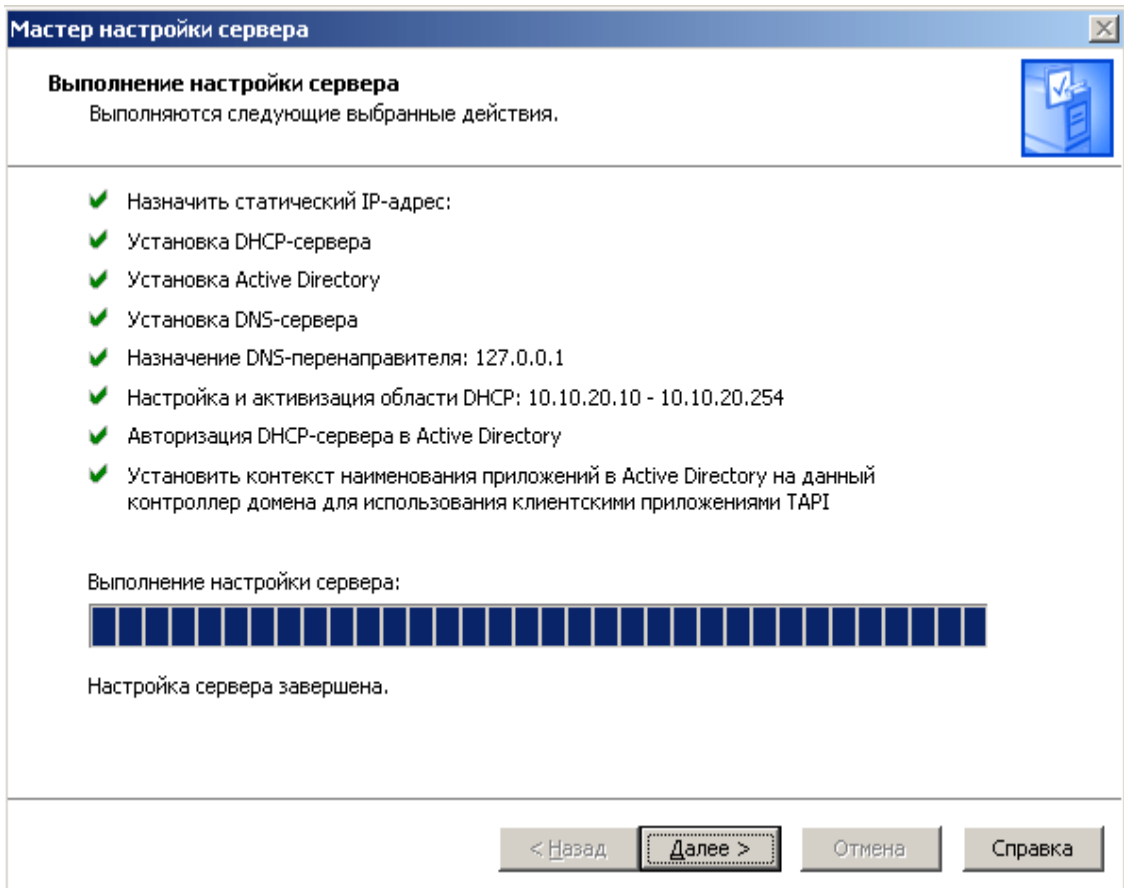 Мастер настройки сервера
Выполнение настройки сервера
Выполняются следующие выбранные действия.
Назначить статический IP-адрес:
Установка DHCP-сервера
Установка Active Directory
Установка DNS-сервера
Назначение DNS-перенаправителя: 127.0.0.1
Настройка и активизация области DHCP: 10.10.20.10 - 10.10.20.254
Авторизация DHCP-сервера в Active Directory
Установить контекст наименования приложений в Active Directory на данный
контроллер домена для использования клиентскими приложениями TAPI
Выполнение настройки сервера:
Настройка сервера завершена.
< Назад Далее > Отмена Справка